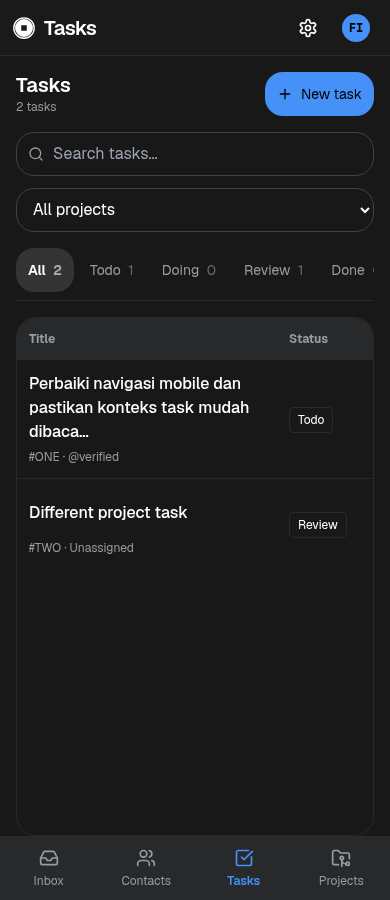 Tasks
FI
Tasks
2 tasks
New task
Search tasks...
All projects
All 2
Todo 1
Doing 0
Review 1
Done
Title
Status
Perbaiki navigasi mobile dan
pastikan konteks task mudah
dibaca...
#ONE · @verified
Todo
Different project task
#TWO · Unassigned
Review
Inbox
Contacts
Tasks
Projects